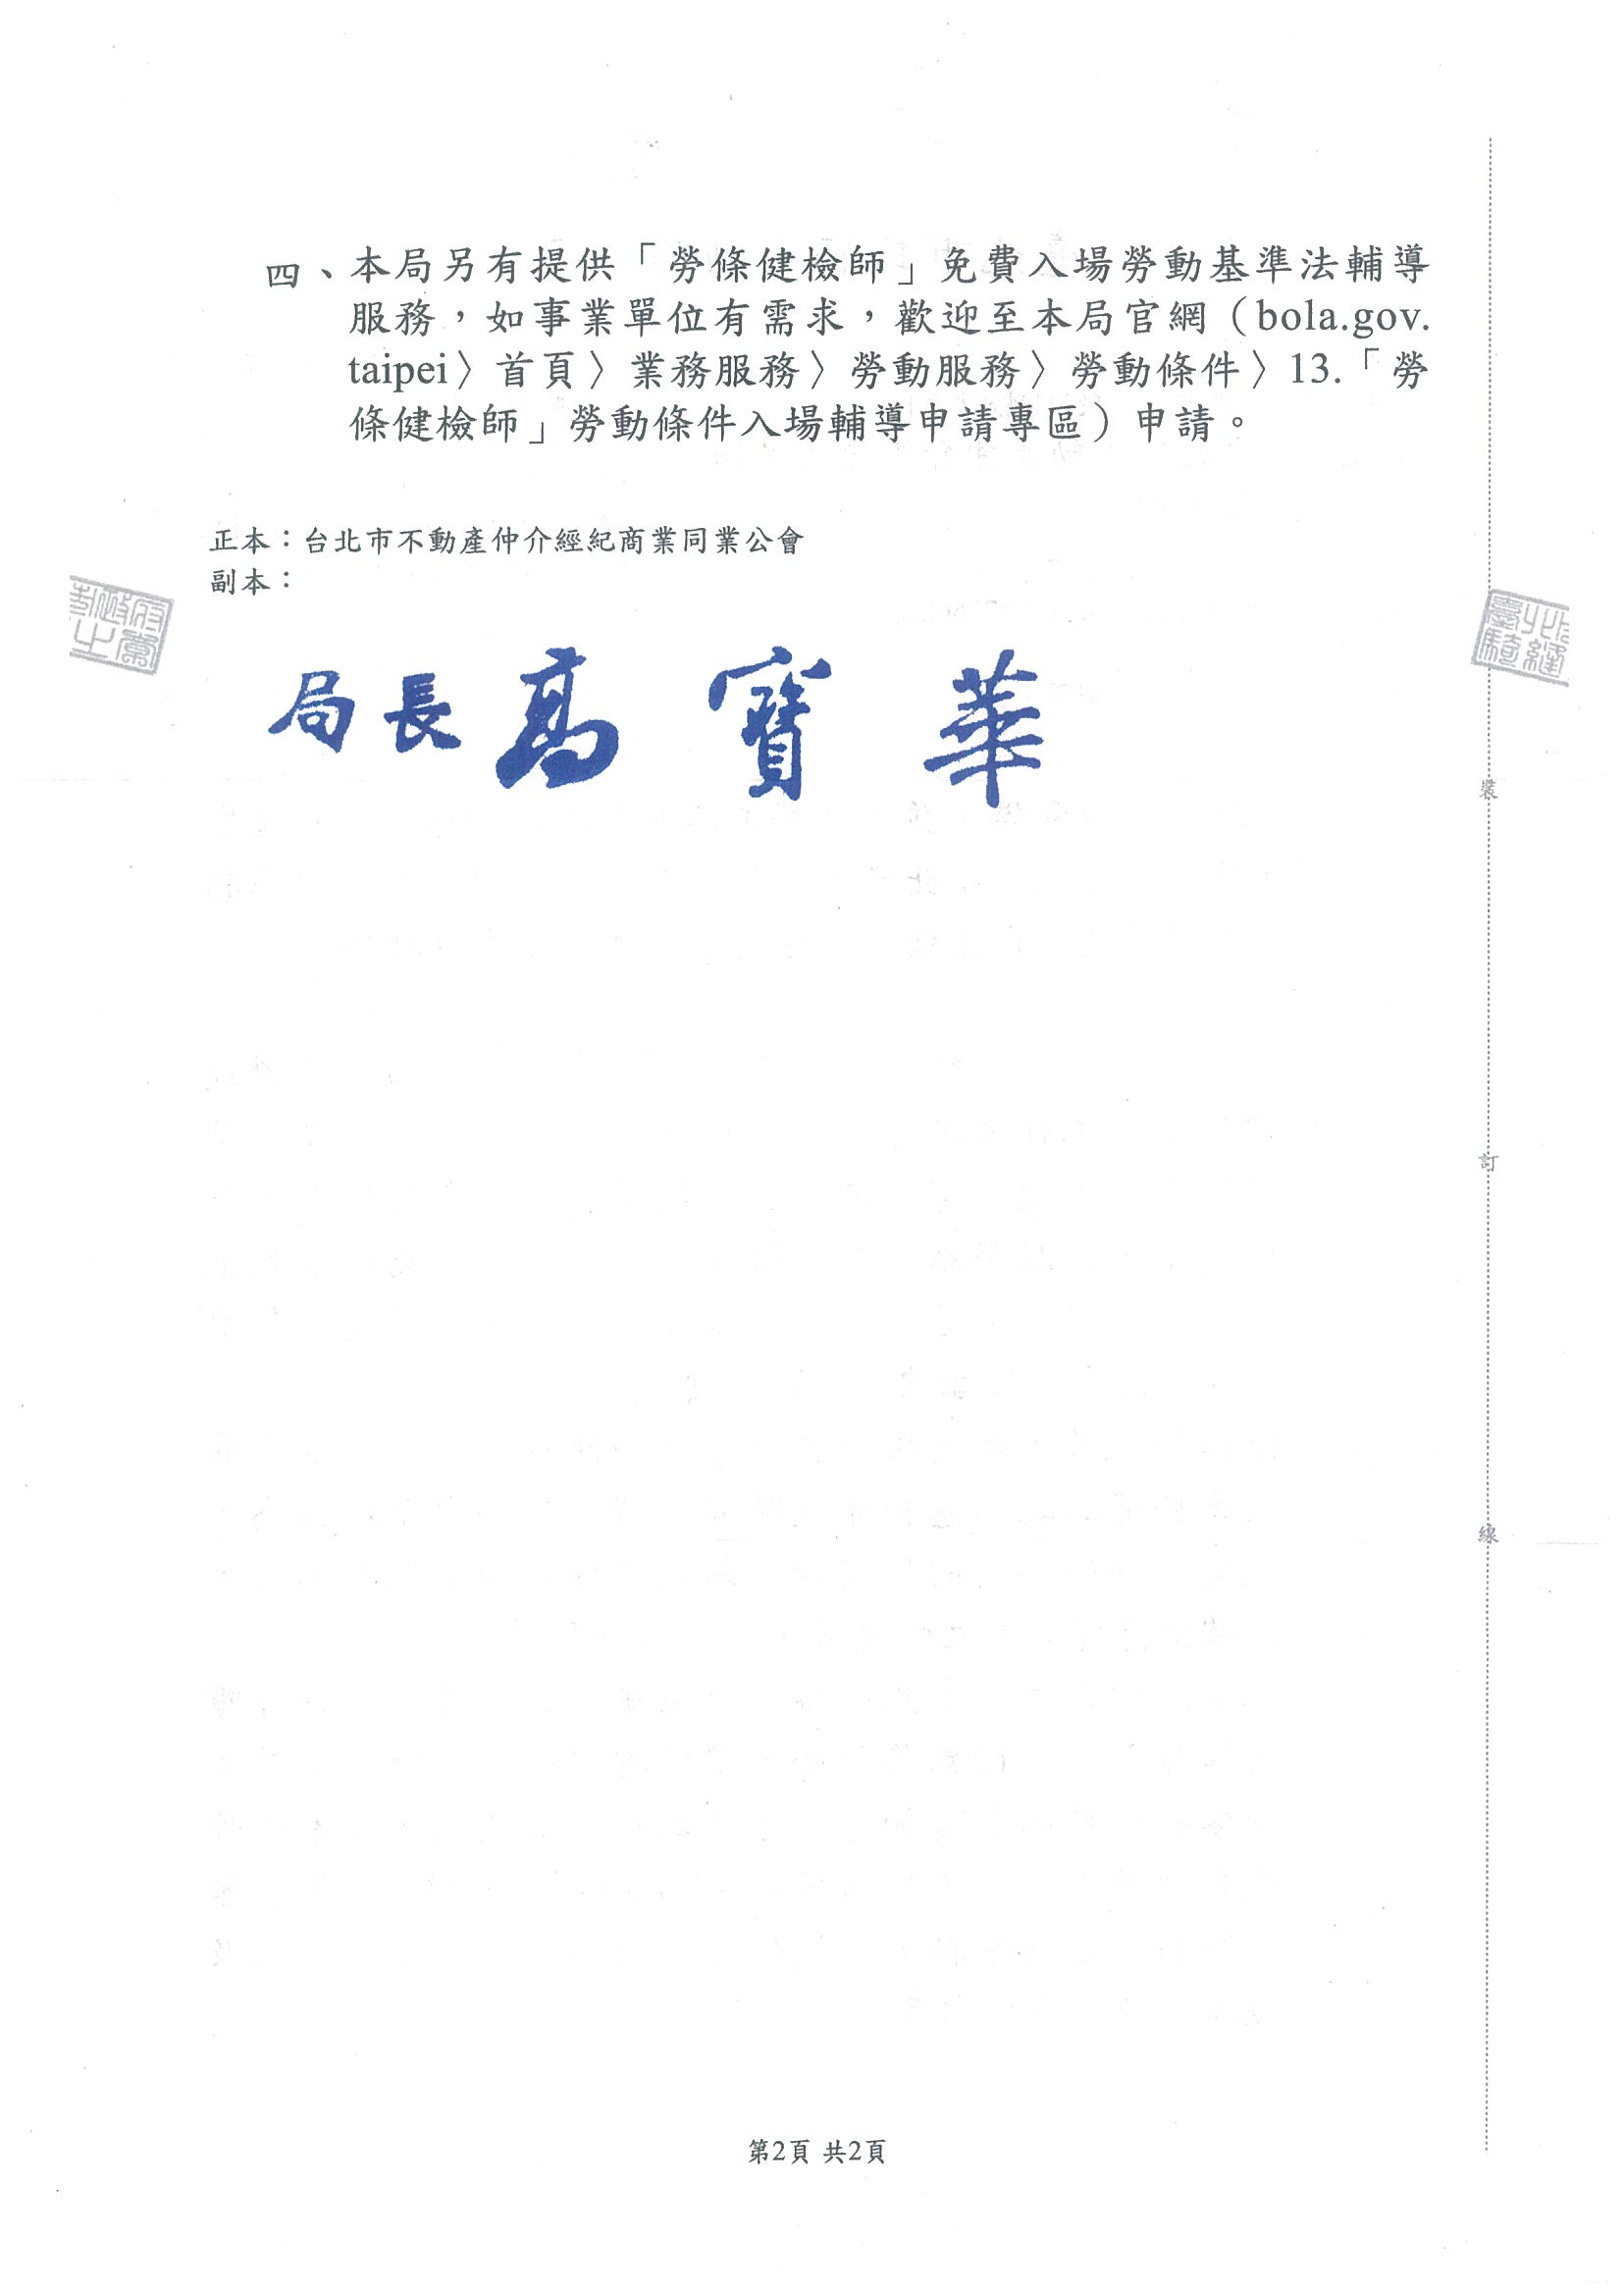 四、本局另有提供「勞條健檢師」免費入場勞動基準法輔導
服務，如事業單位有需求，歡迎至本局官網（bola.gov.
taipei〉首頁〉業務服務〉勞動服務〉勞動條件〉13.「勞
條健檢師」勞動條件入場輔導申請專區）申請。
正本：台北市不動產仲介經紀商業同業公會
副本：
局長高寶華
裝
訂
線
第2頁 共2頁